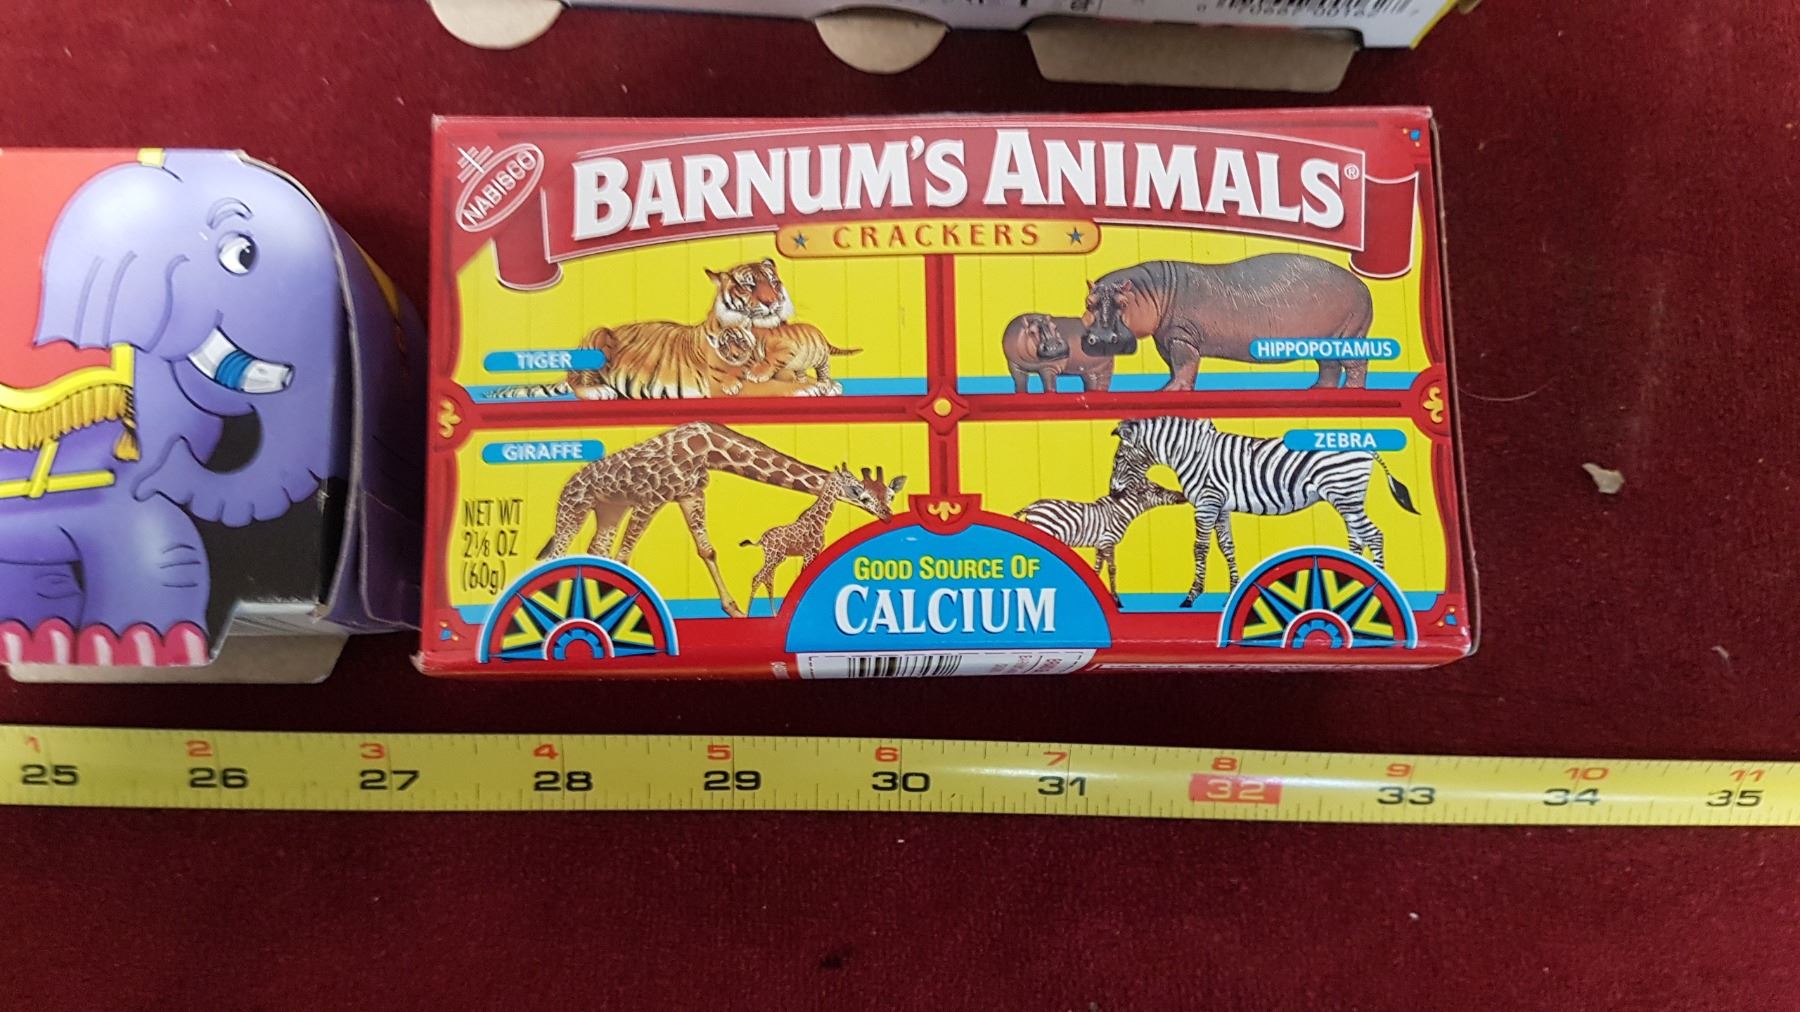 NABISCO
BARNUM'S ANIMALS®
CRACKERS
TIGER
HIPPOPOTAMUS
GIRAFFE
ZEBRA
NET WT
2⅛ OZ
(60g)
GOOD SOURCE OF
CALCIUM
1 2 3 4 5 6 7 8 9 10 11
25 26 27 28 29 30 31 32 33 34 35